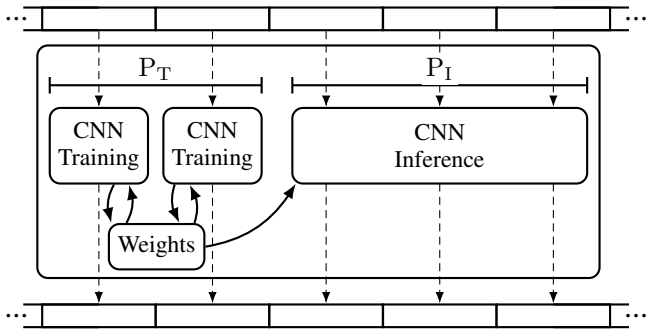 ... ...
P_T P_I
CNN CNN CNN
Training Training Inference
Weights
... ...